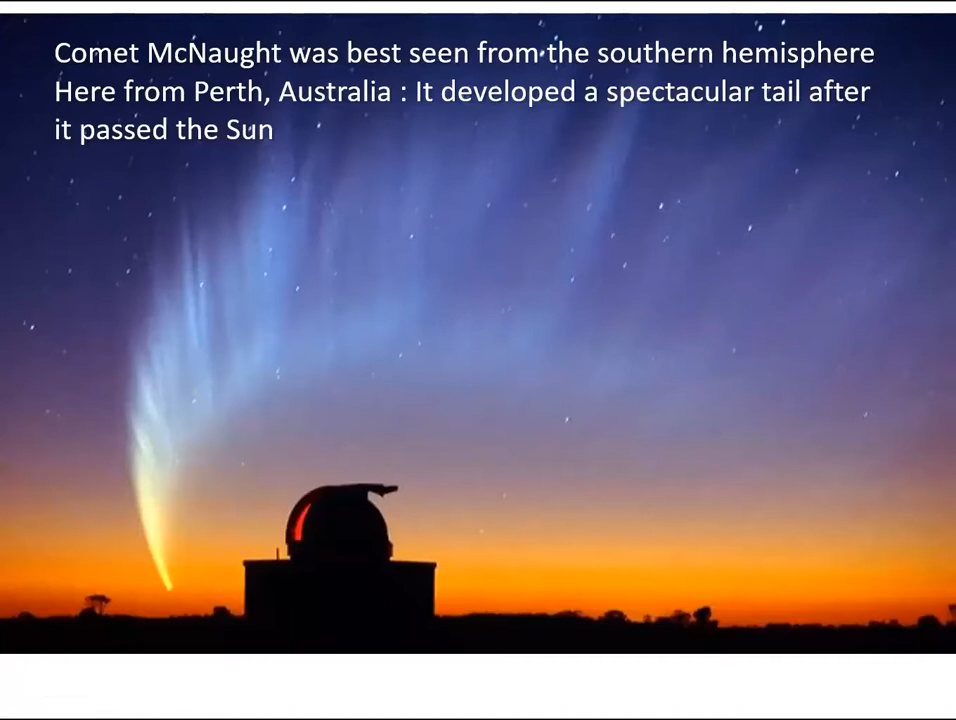 Comet McNaught was best seen from the southern hemisphere
Here from Perth, Australia : It developed a spectacular tail after
it passed the Sun